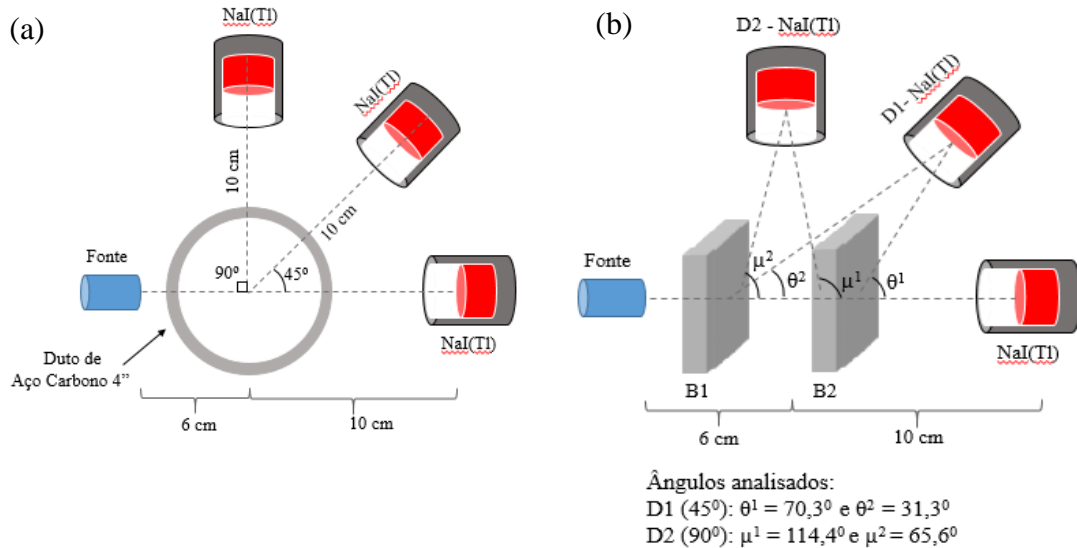 (a)
NaI(Tl)
NaI(Tl)
10 cm
10 cm
Fonte
90⁰
45⁰
NaI(Tl)
Duto de
Aço Carbono 4”
6 cm
10 cm
(b)
D2 - NaI(Tl)
D1- NaI(Tl)
Fonte
μ²
θ²
μ¹
θ¹
NaI(Tl)
B1
B2
6 cm
10 cm
Ângulos analisados:
D1 (45⁰): θ¹ = 70,3⁰ e θ² = 31,3⁰
D2 (90⁰): μ¹ = 114,4⁰ e μ² = 65,6⁰